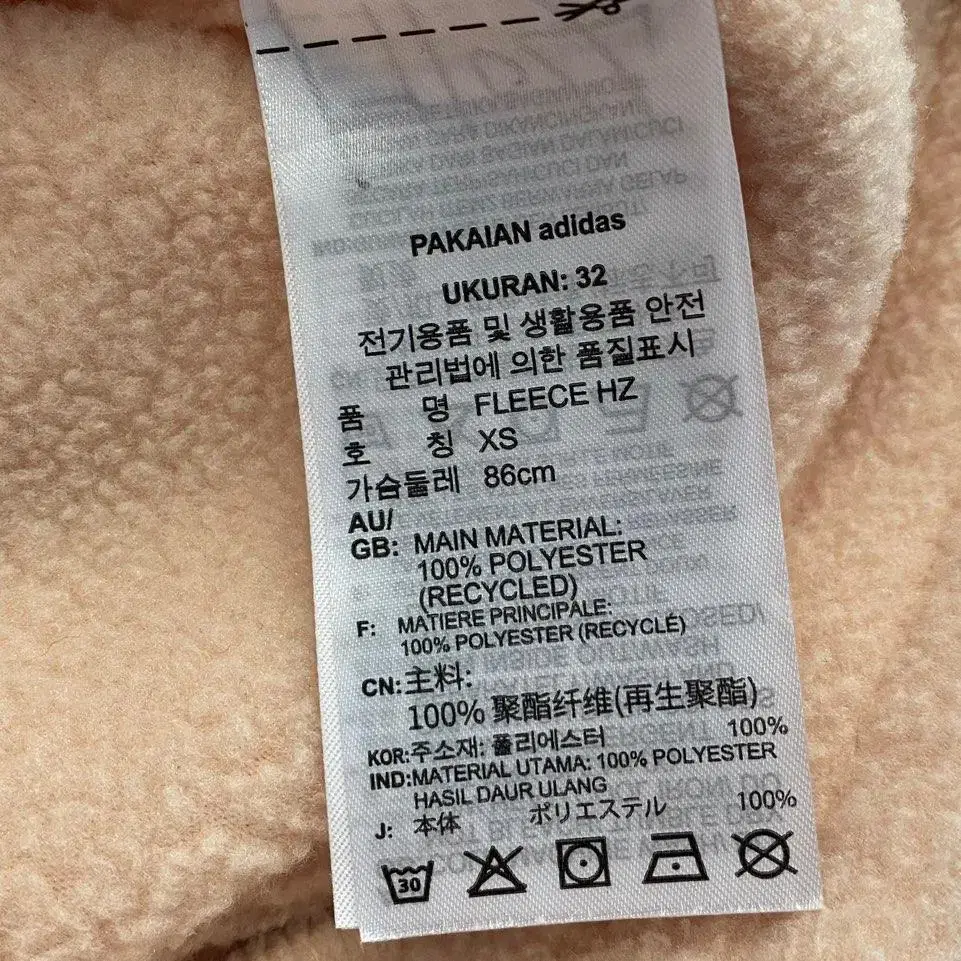 PAKAIAN adidas
UKURAN: 32
전기용품 및 생활용품 안전
관리법에 의한 품질표시
품 명 FLEECE HZ
호 칭 XS
가슴둘레 86cm
AU/
GB: MAIN MATERIAL:
100% POLYESTER
(RECYCLED)
F: MATIERE PRINCIPALE:
100% POLYESTER (RECYCLÉ)
CN:主料:
100% 聚酯纤维(再生聚酯)
KOR:주소재: 폴리에스터 100%
IND:MATERIAL UTAMA: 100% POLYESTER
HASIL DAUR ULANG
J: 本体 ポリエステル 100%
30